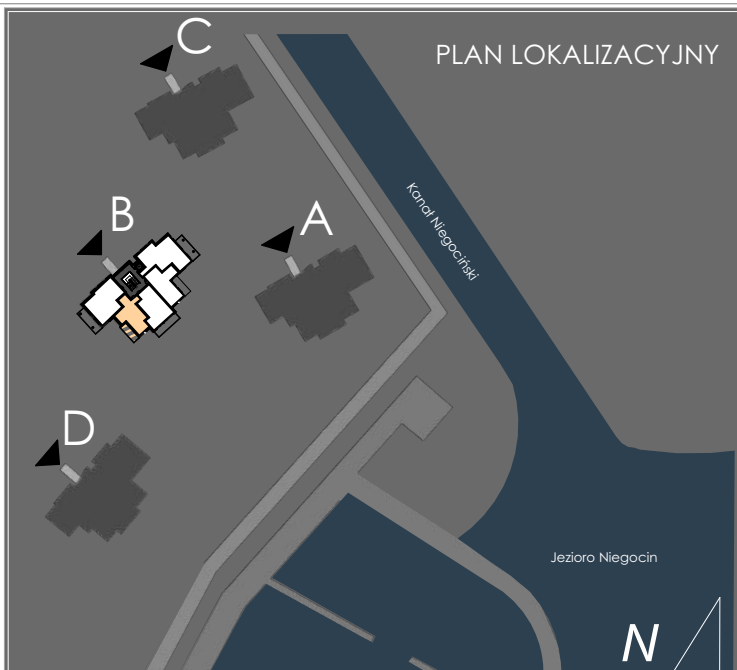 C
PLAN LOKALIZACYJNY
B
A
Kanał Niegociński
D
Jezioro Niegocin
N